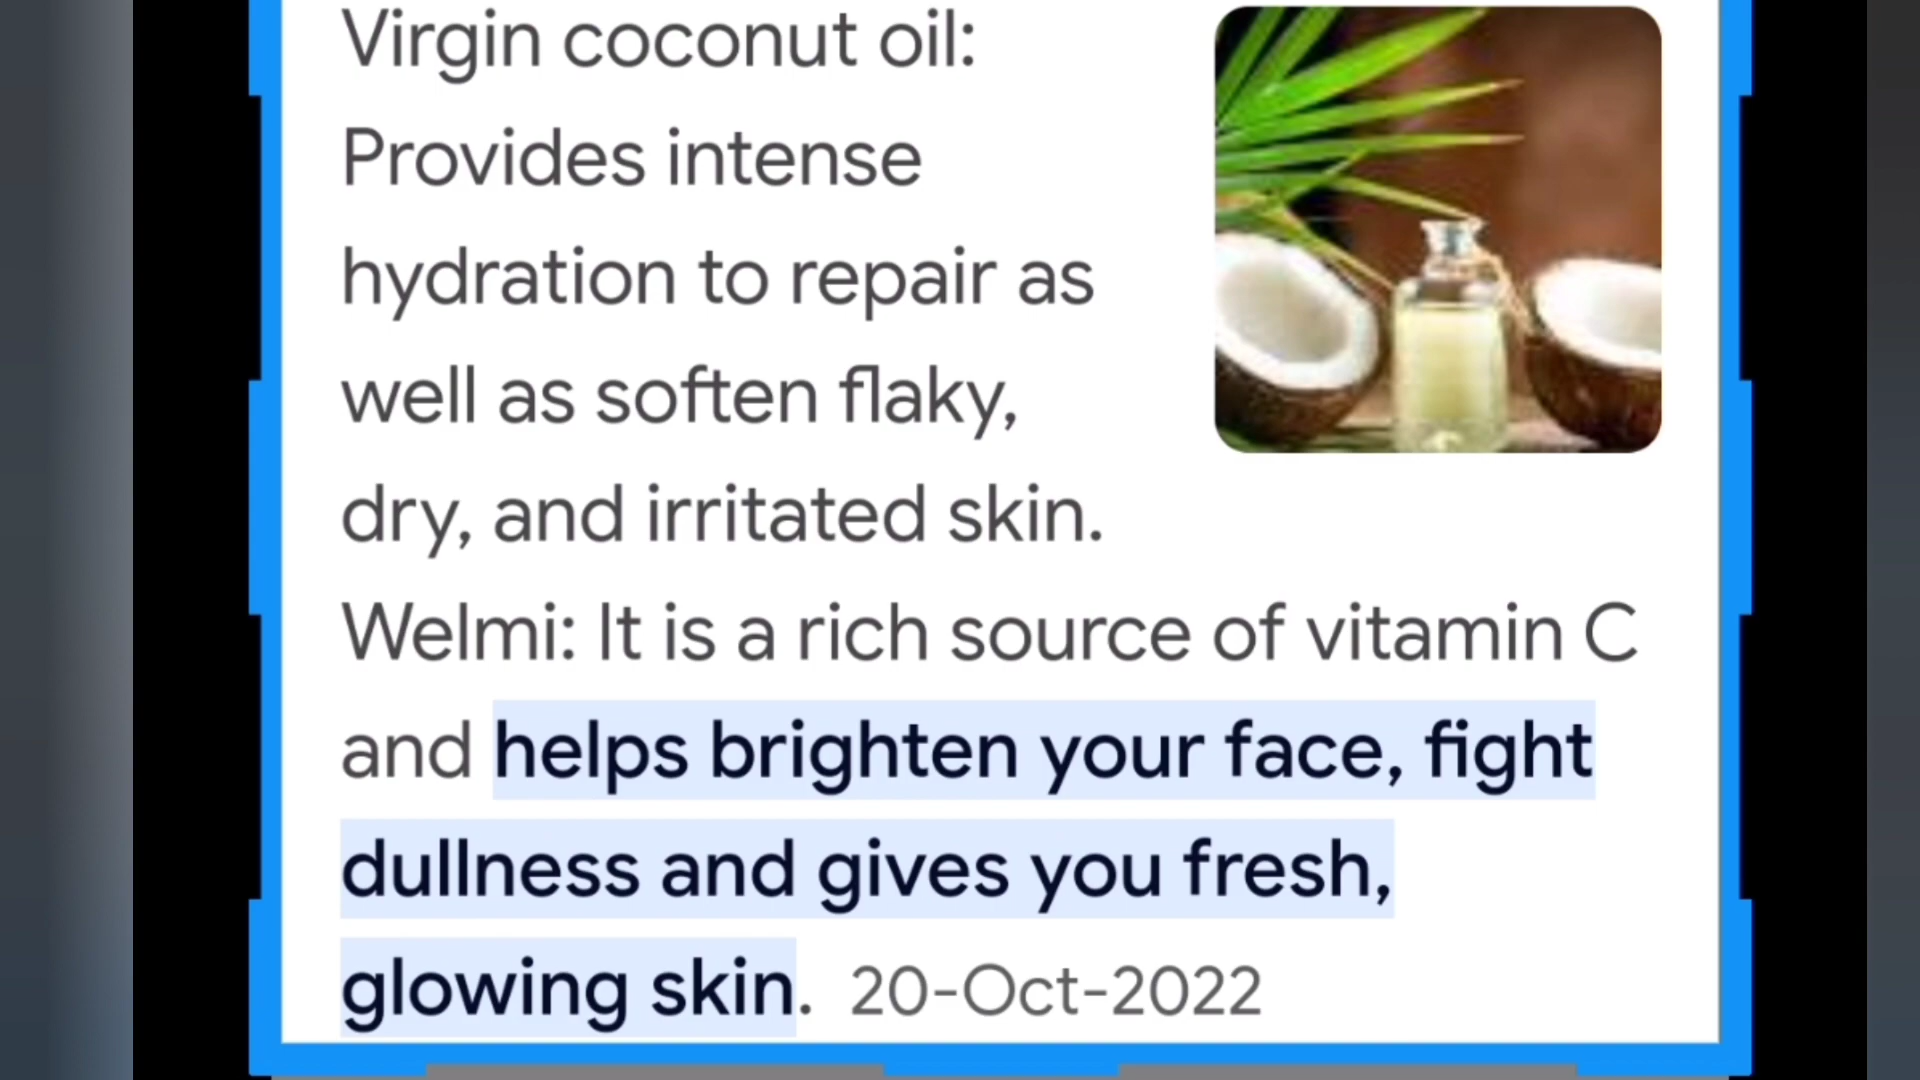 Virgin coconut oil:
Provides intense
hydration to repair as
well as soften flaky,
dry, and irritated skin.
Welmi: It is a rich source of vitamin C
and helps brighten your face, fight
dullness and gives you fresh,
glowing skin. 20-Oct-2022